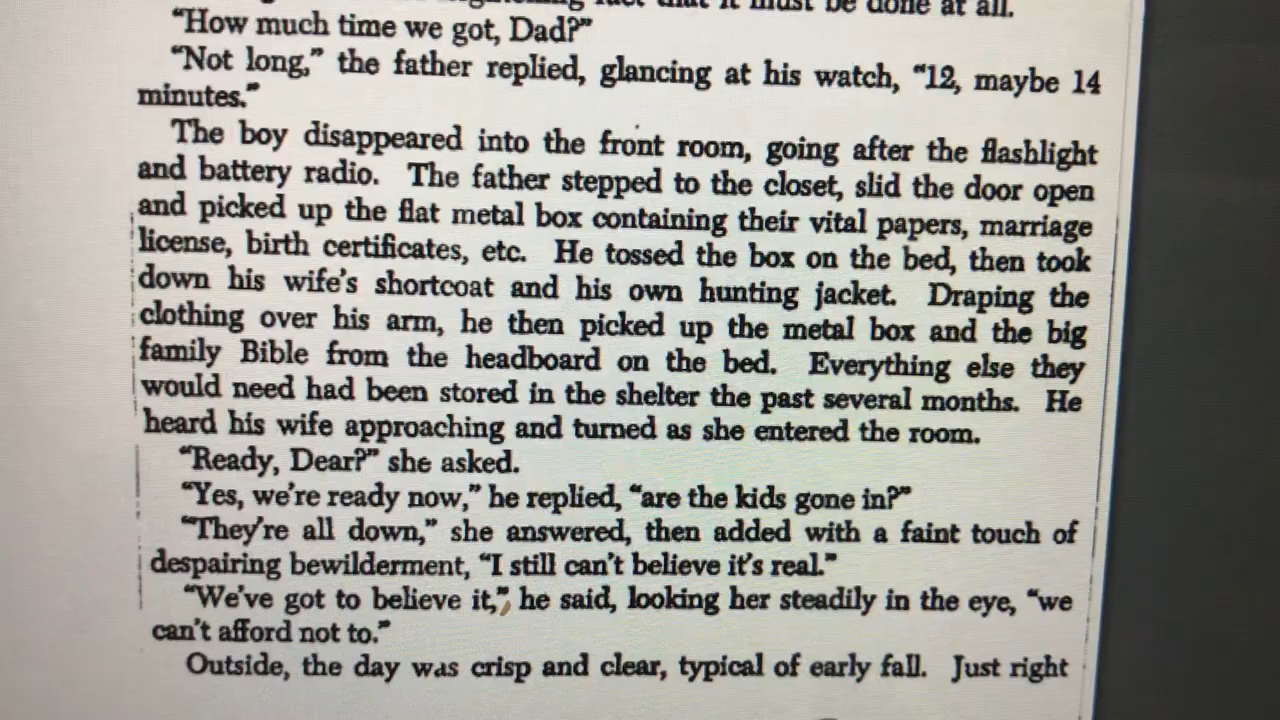 that it must be done at all.
“How much time we got, Dad?”
“Not long,” the father replied, glancing at his watch, “12, maybe 14
minutes.”
The boy disappeared into the front room, going after the flashlight
and battery radio. The father stepped to the closet, slid the door open
and picked up the flat metal box containing their vital papers, marriage
license, birth certificates, etc. He tossed the box on the bed, then took
down his wife’s shortcoat and his own hunting jacket. Draping the
clothing over his arm, he then picked up the metal box and the big
family Bible from the headboard on the bed. Everything else they
would need had been stored in the shelter the past several months. He
heard his wife approaching and turned as she entered the room.
“Ready, Dear?” she asked.
“Yes, we’re ready now,” he replied, “are the kids gone in?”
“They’re all down,” she answered, then added with a faint touch of
despairing bewilderment, “I still can’t believe it’s real.”
“We’ve got to believe it,” he said, looking her steadily in the eye, “we
can’t afford not to.”
Outside, the day was crisp and clear, typical of early fall. Just right